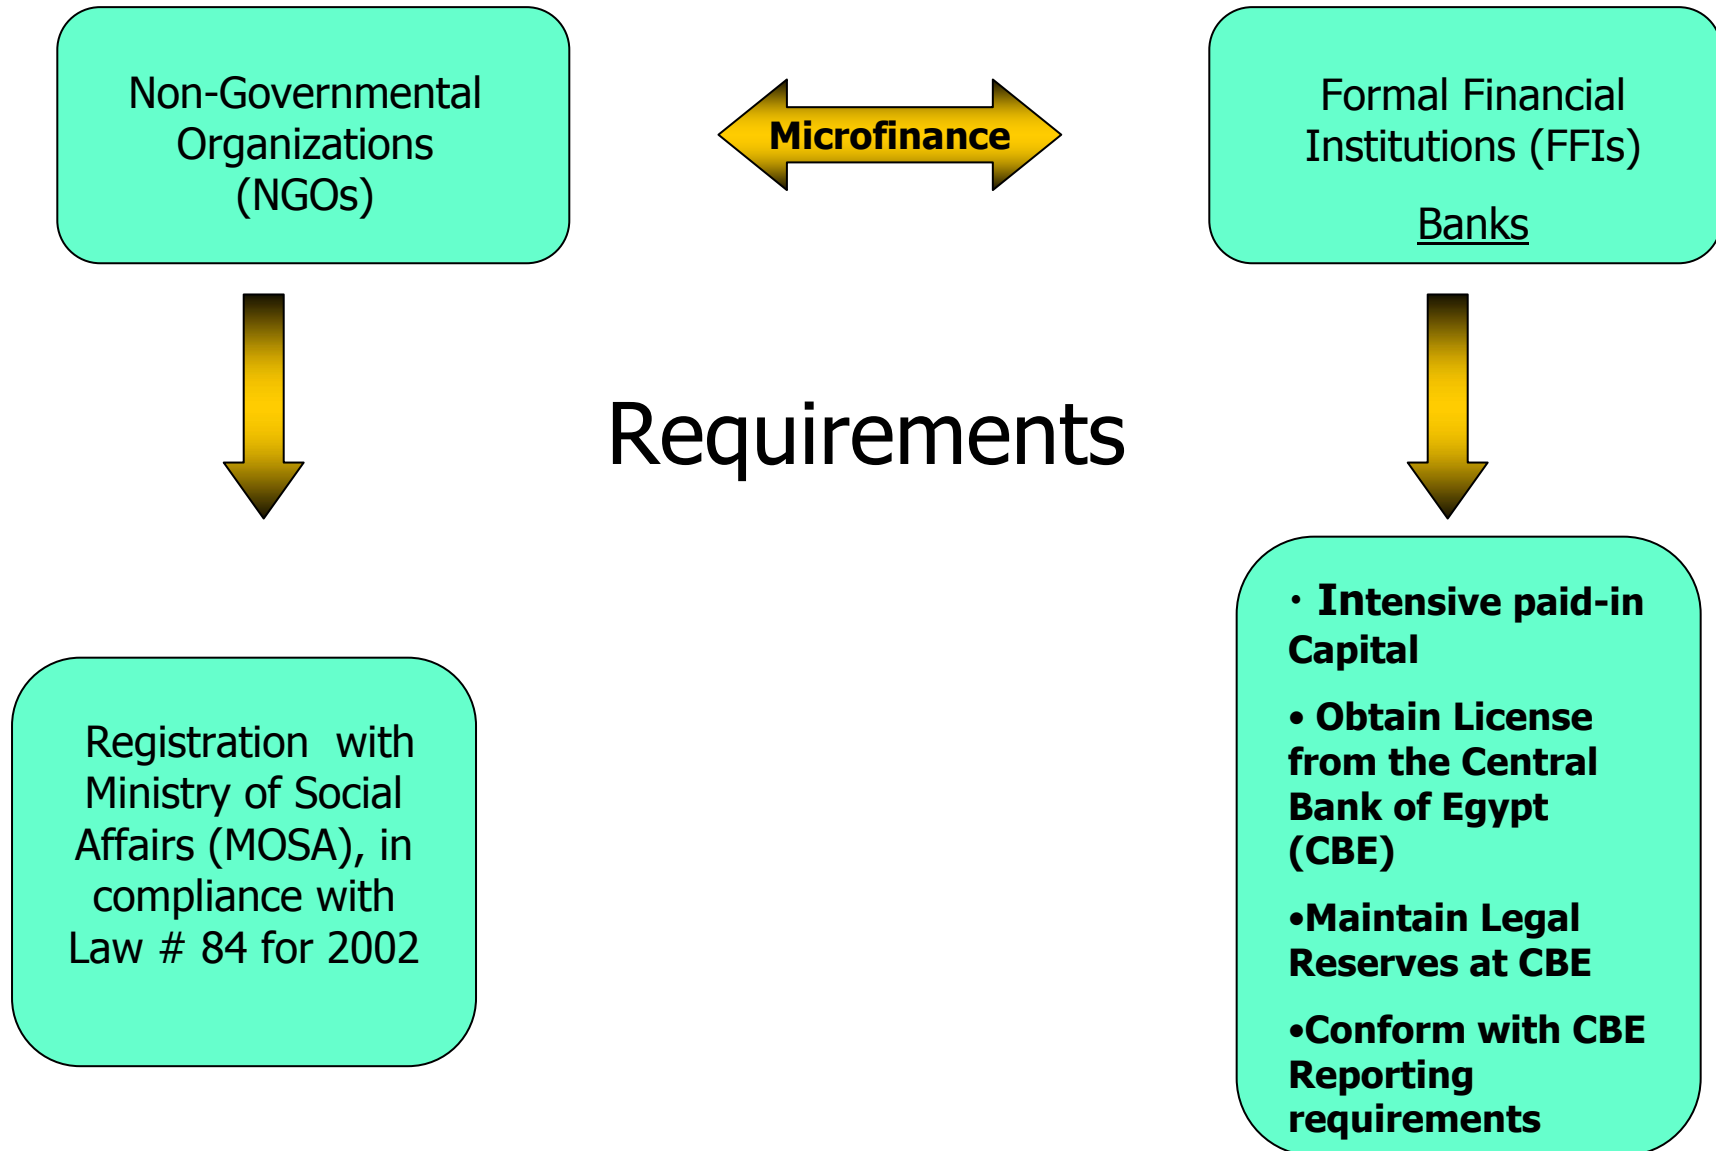 Non-Governmental
Organizations
(NGOs)
Microfinance
Formal Financial
Institutions (FFIs)
Banks
Requirements
Registration with
Ministry of Social
Affairs (MOSA), in
compliance with
Law # 84 for 2002
· Intensive paid-in
Capital
• Obtain License
from the Central
Bank of Egypt
(CBE)
•Maintain Legal
Reserves at CBE
•Conform with CBE
Reporting
requirements